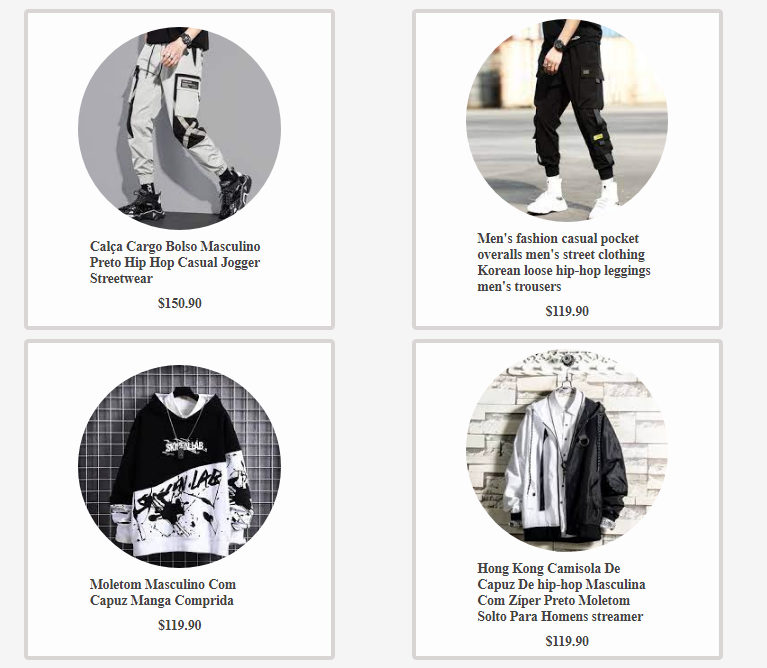 Calça Cargo Bolso Masculino
Preto Hip Hop Casual Jogger
Streetwear
$150.90
Men's fashion casual pocket
overalls men's street clothing
Korean loose hip-hop leggings
men's trousers
$119.90
Moletom Masculino Com
Capuz Manga Comprida
$119.90
Hong Kong Camisola De
Capuz De hip-hop Masculina
Com Zíper Preto Moletom
Solto Para Homens streamer
$119.90